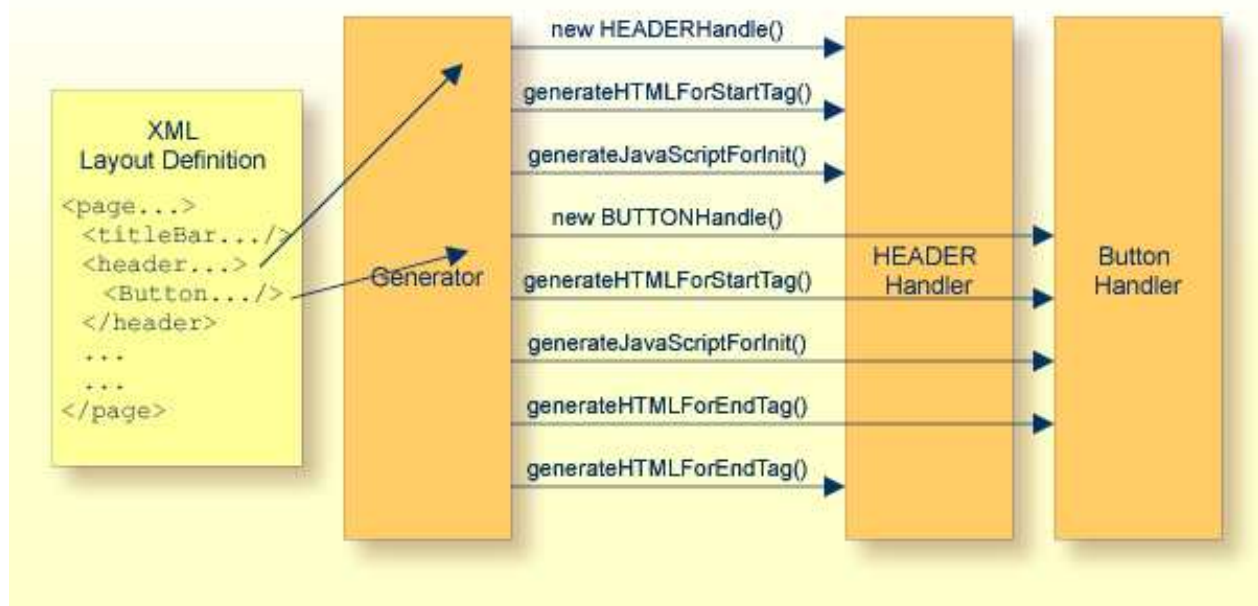 XML
Layout Definition
<page...>
<titleBar.../>
<header...>
<Button.../>
</header>
...
...
</page>
Generator
new HEADERHandle()
generateHTMLForStartTag()
generateJavaScriptForInit()
new BUTTONHandle()
generateHTMLForStartTag()
generateJavaScriptForInit()
generateHTMLForEndTag()
generateHTMLForEndTag()
HEADER
Handler
Button
Handler